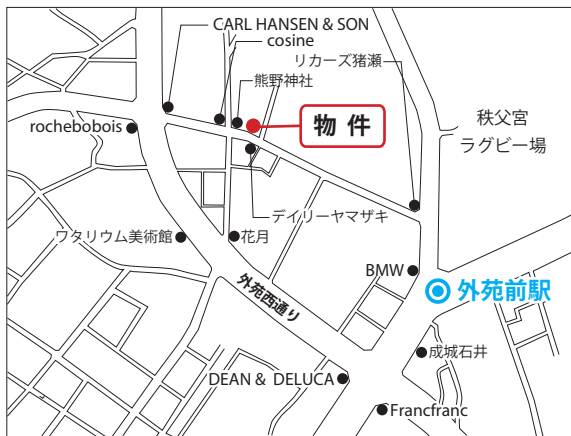 CARL HANSEN & SON
cosine
リカーズ猪瀬
熊野神社
物件
秩父宮
ラグビー場
rochebobois
デイリーヤマザキ
ワタリウム美術館
花月
外苑西通り
BMW
外苑前駅
成城石井
DEAN & DELUCA
Francfranc